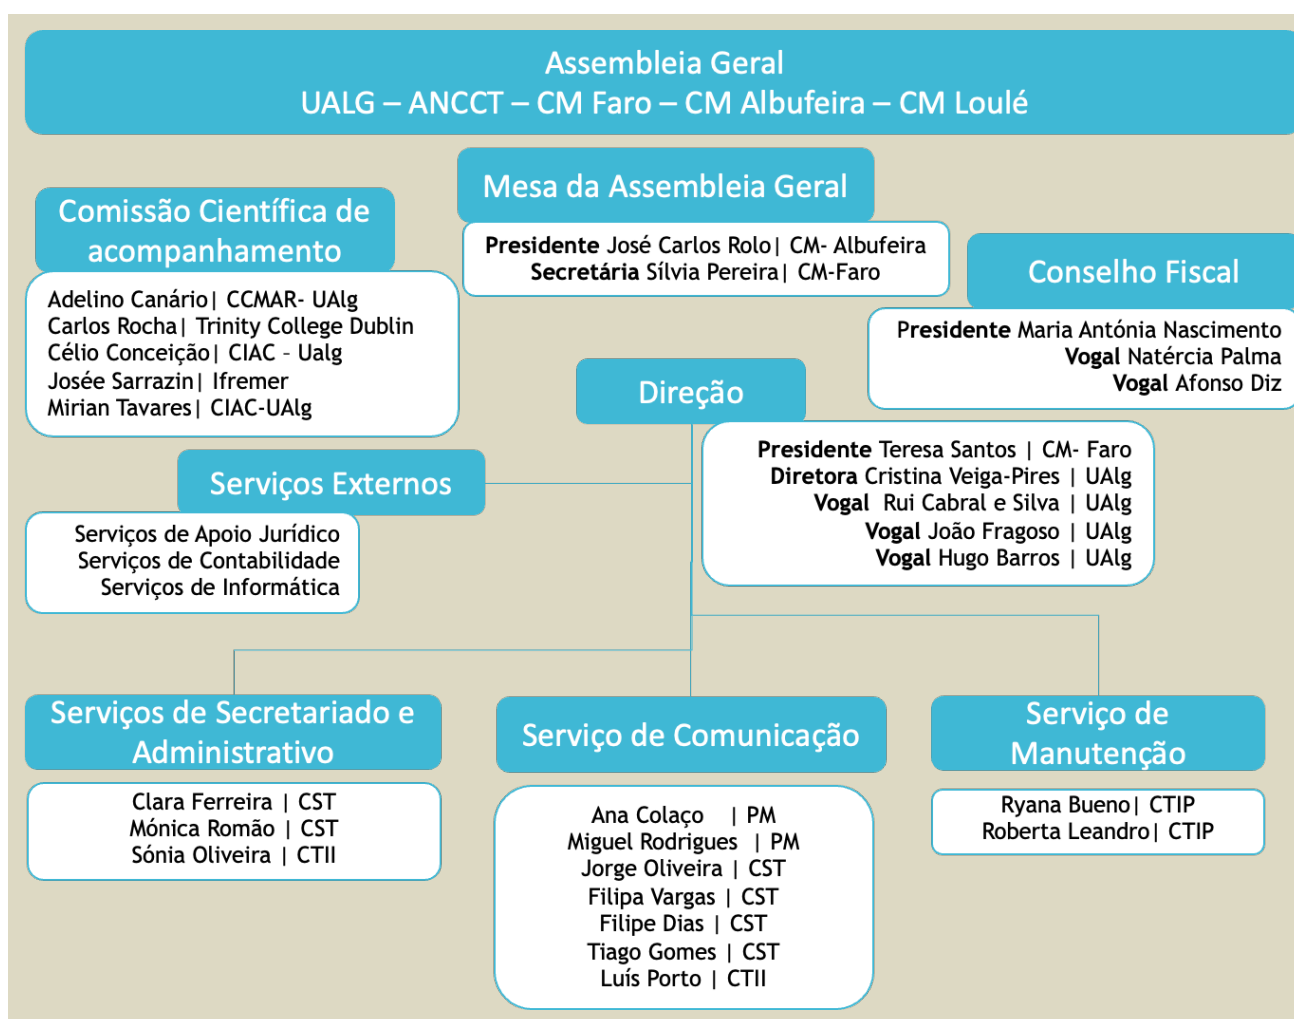 Assembleia Geral
UALG – ANCCT – CM Faro – CM Albufeira – CM Loulé
Mesa da Assembleia Geral
Presidente José Carlos Rolo| CM- Albufeira
Secretária Sílvia Pereira| CM-Faro
Comissão Científica de
acompanhamento
Adelino Canário| CCMAR- UAlg
Carlos Rocha| Trinity College Dublin
Célio Conceição| CIAC – Ualg
Josée Sarrazin| Ifremer
Mirian Tavares| CIAC-UAlg
Conselho Fiscal
Presidente Maria Antónia Nascimento
Vogal Natércia Palma
Vogal Afonso Diz
Direção
Presidente Teresa Santos | CM- Faro
Diretora Cristina Veiga-Pires | UAlg
Vogal Rui Cabral e Silva | UAlg
Vogal João Fragoso | UAlg
Vogal Hugo Barros | UAlg
Serviços Externos
Serviços de Apoio Jurídico
Serviços de Contabilidade
Serviços de Informática
Serviços de Secretariado e
Administrativo
Clara Ferreira | CST
Mónica Romão | CST
Sónia Oliveira | CTII
Serviço de Comunicação
Ana Colaço | PM
Miguel Rodrigues | PM
Jorge Oliveira | CST
Filipa Vargas | CST
Filipe Dias | CST
Tiago Gomes | CST
Luís Porto | CTII
Serviço de
Manutenção
Ryana Bueno| CTIP
Roberta Leandro| CTIP